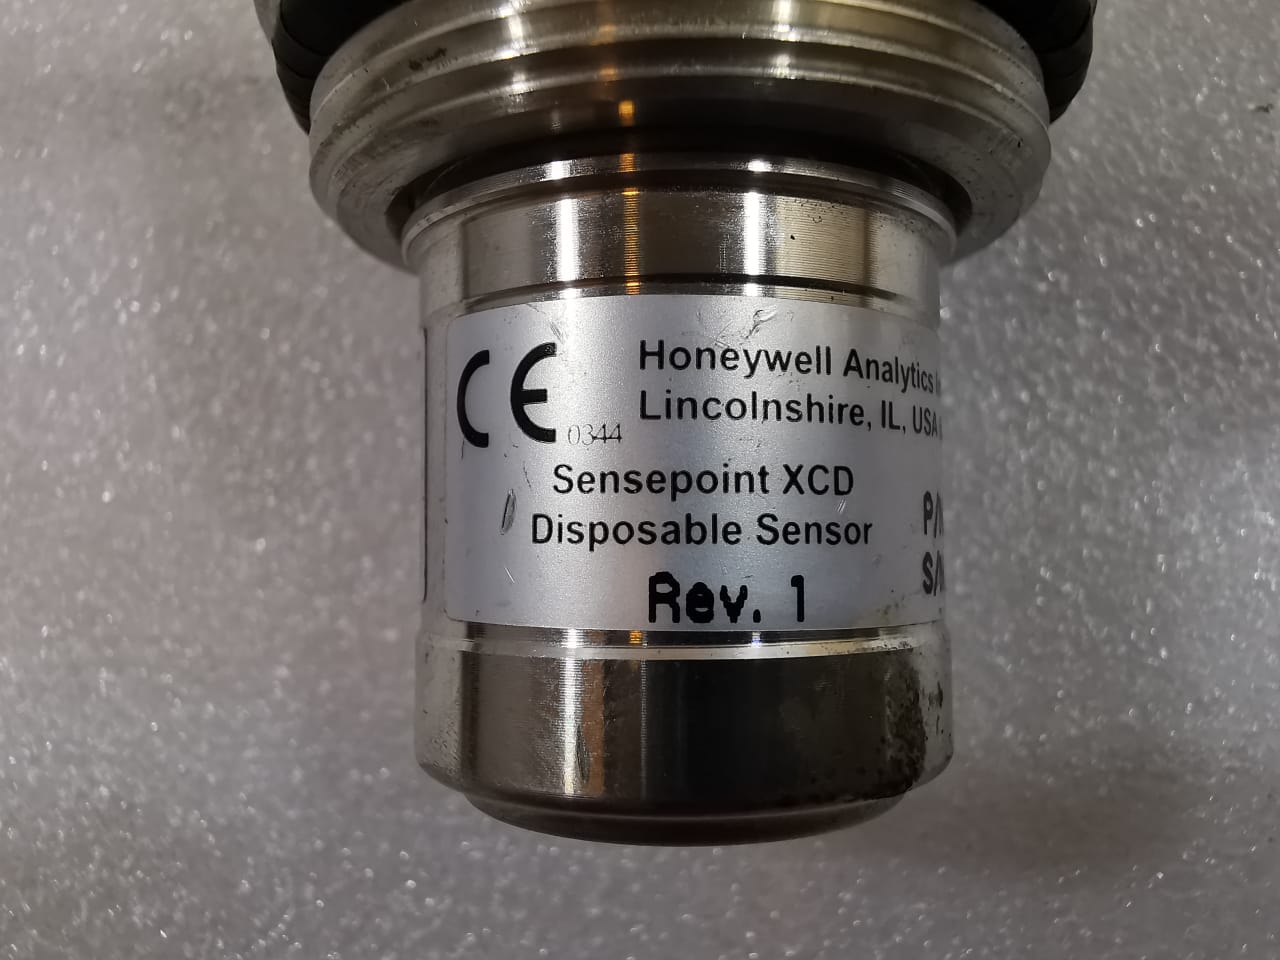 CE 0344
Honeywell Analytics
Lincolnshire, IL, USA
Sensepoint XCD
Disposable Sensor
Rev. 1
P/
S/